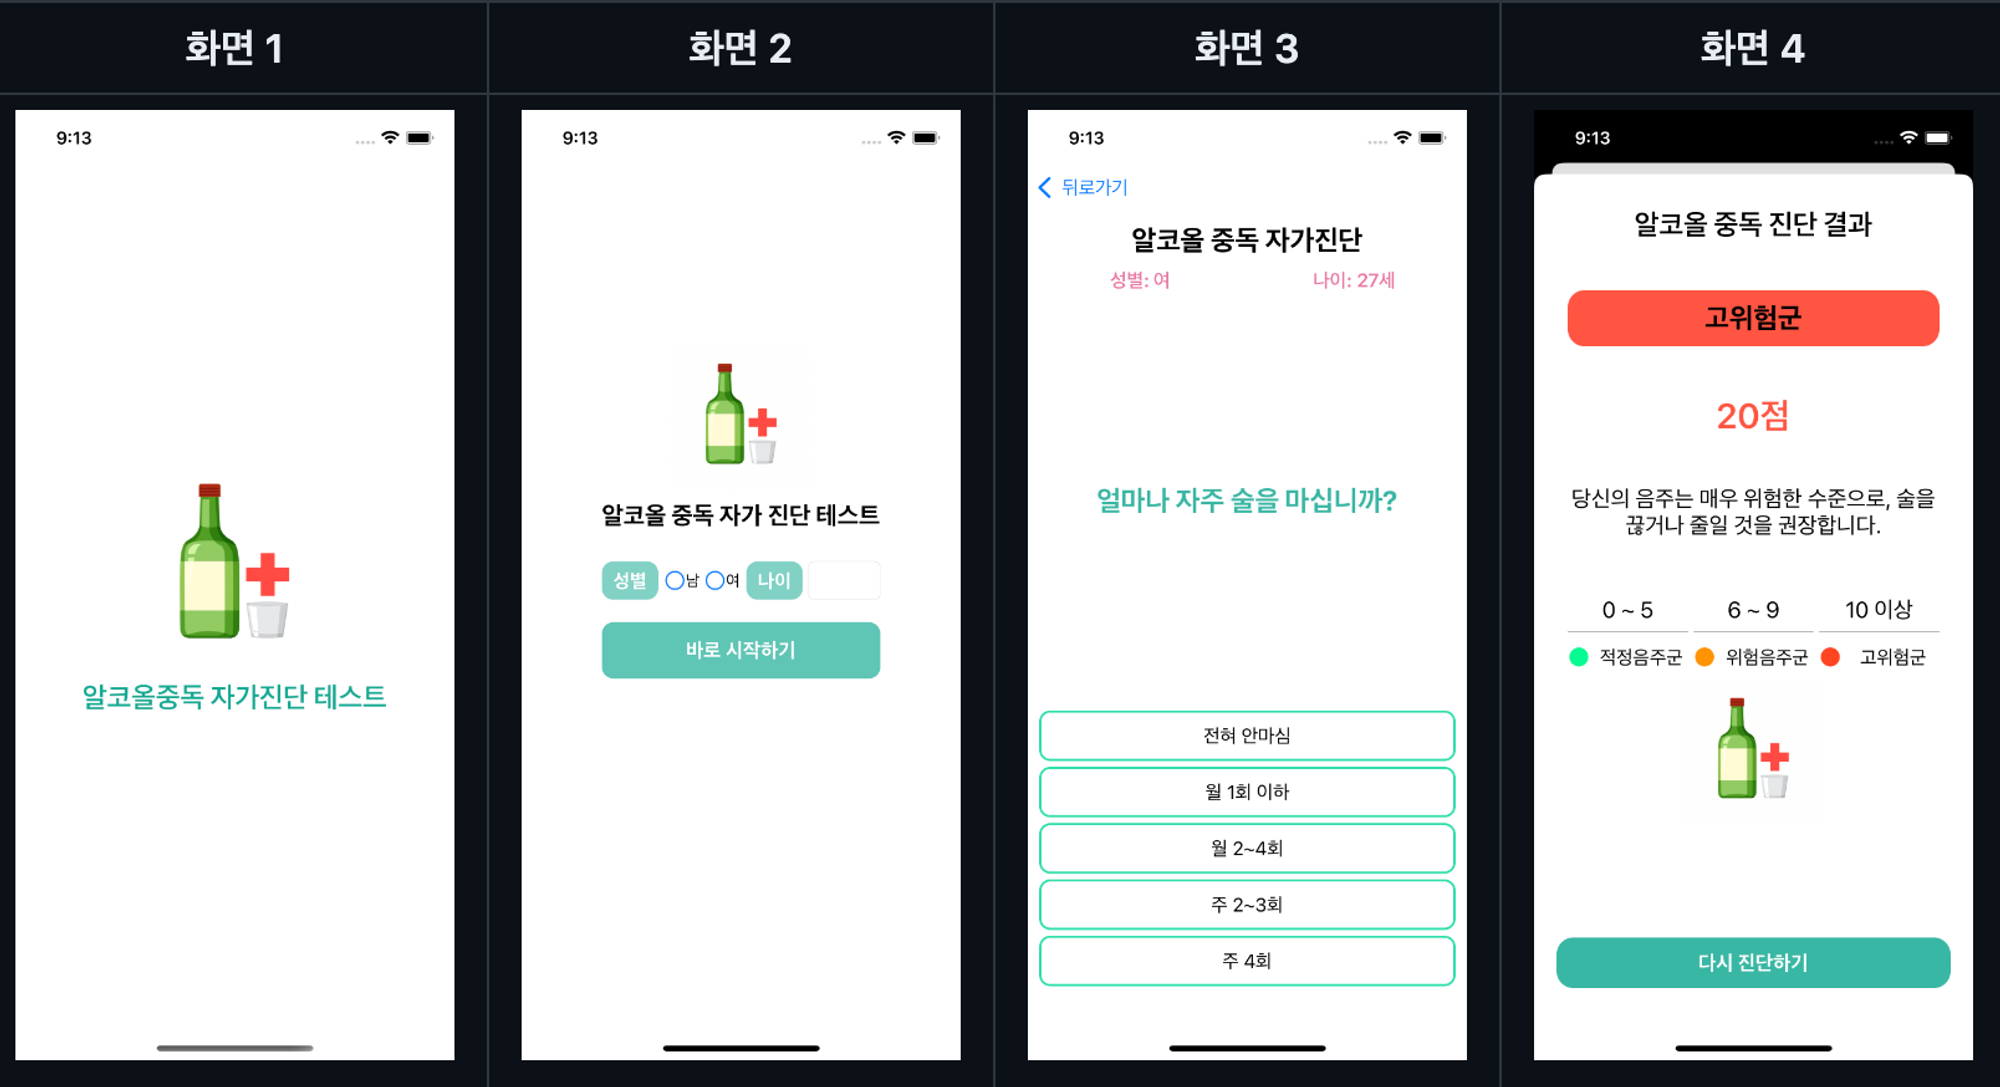 화면 1
화면 2
화면 3
화면 4
9:13
알코올중독 자가진단 테스트
9:13
알코올 중독 자가 진단 테스트
성별 남 여 나이
바로 시작하기
9:13
뒤로가기
알코올 중독 자가진단
성별: 여 나이: 27세
얼마나 자주 술을 마십니까?
전혀 안마심
월 1회 이하
월 2~4회
주 2~3회
주 4회
9:13
알코올 중독 진단 결과
고위험군
20점
당신의 음주는 매우 위험한 수준으로, 술을
끊거나 줄일 것을 권장합니다.
0 ~ 5 6 ~ 9 10 이상
적정음주군 위험음주군 고위험군
다시 진단하기